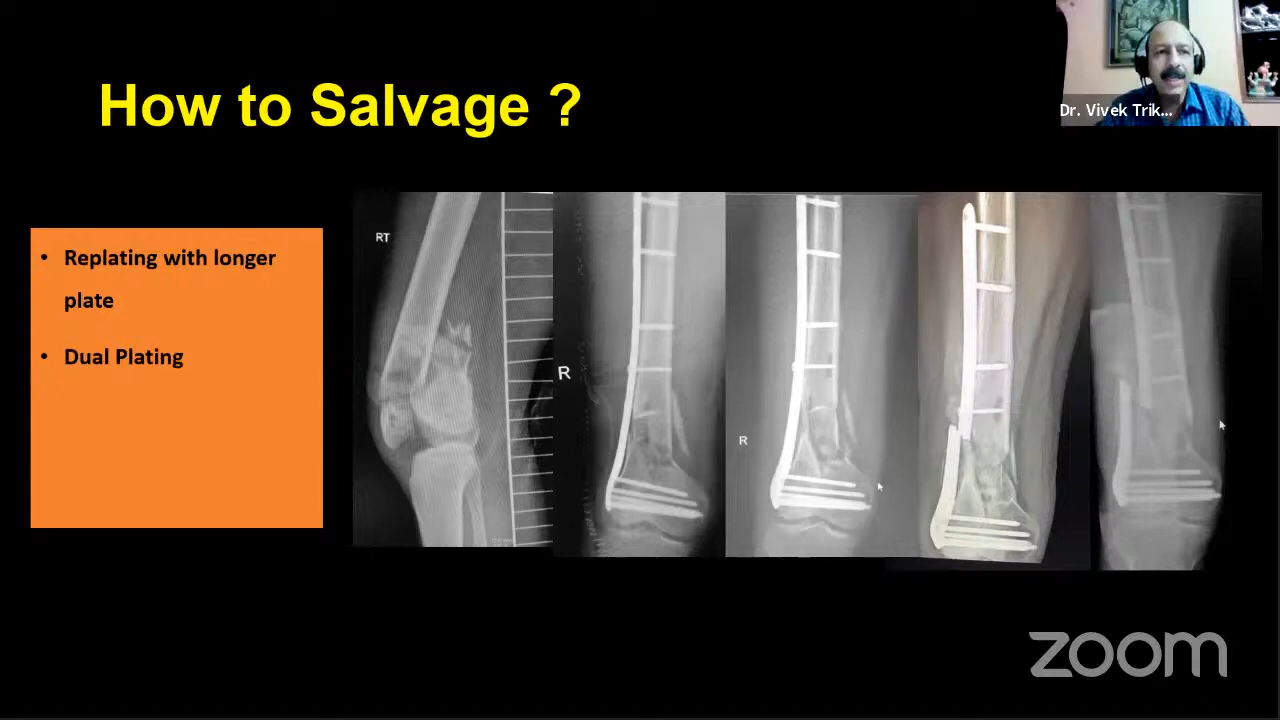 Dr. Vivek Trik...
How to Salvage ?
• Replating with longer
plate
• Dual Plating
RT
R
R
zoom